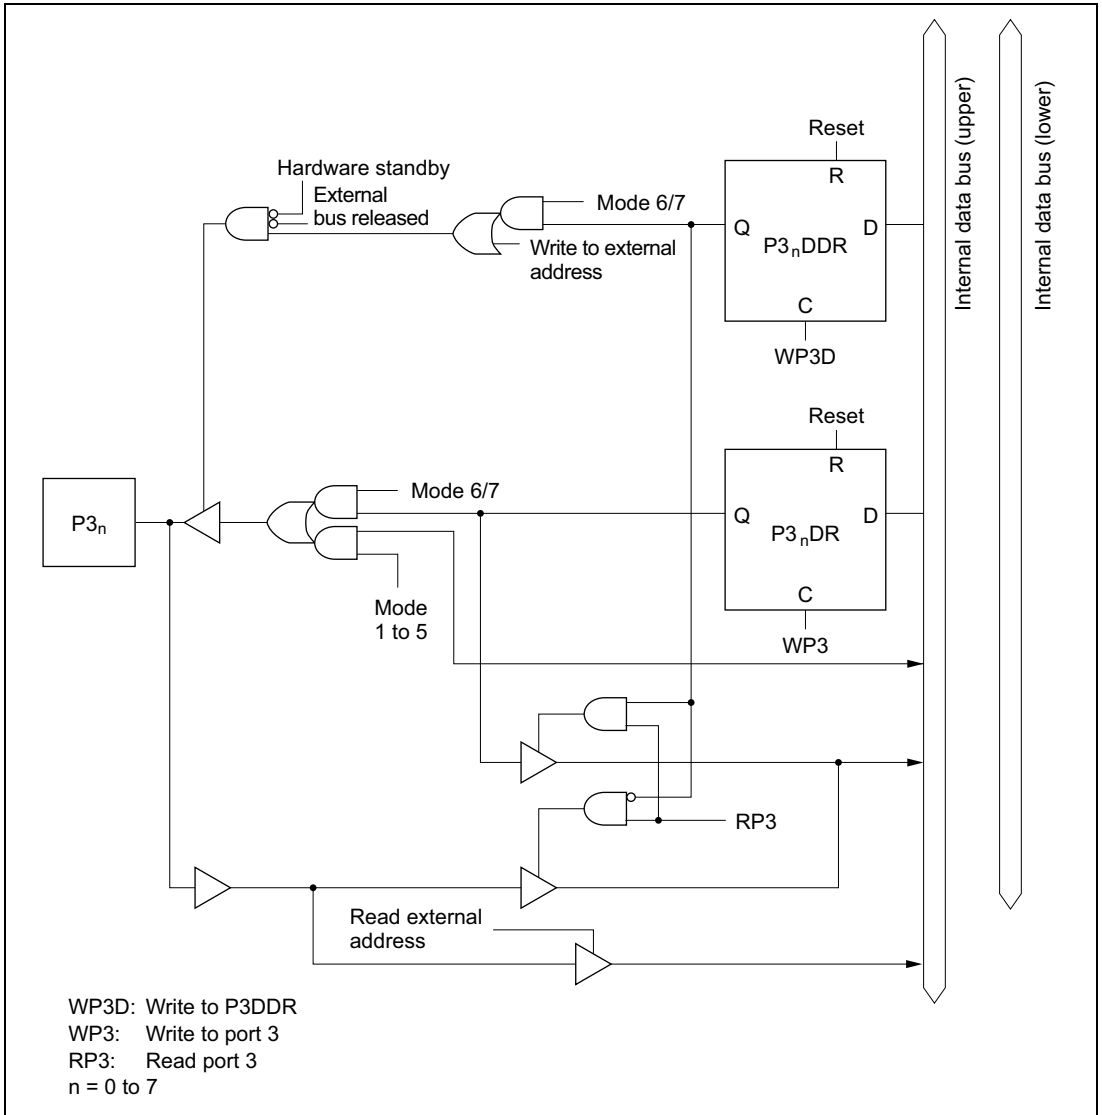 Reset
Hardware standby
R
External
bus released
Mode 6/7
Q
D
P3nDDR
Write to external
address
C
WP3D
Internal data bus (upper)
Internal data bus (lower)
Reset
R
Mode 6/7
P3n
Q
D
P3nDR
C
Mode
1 to 5
WP3
RP3
Read external
address
WP3D: Write to P3DDR
WP3: Write to port 3
RP3: Read port 3
n = 0 to 7